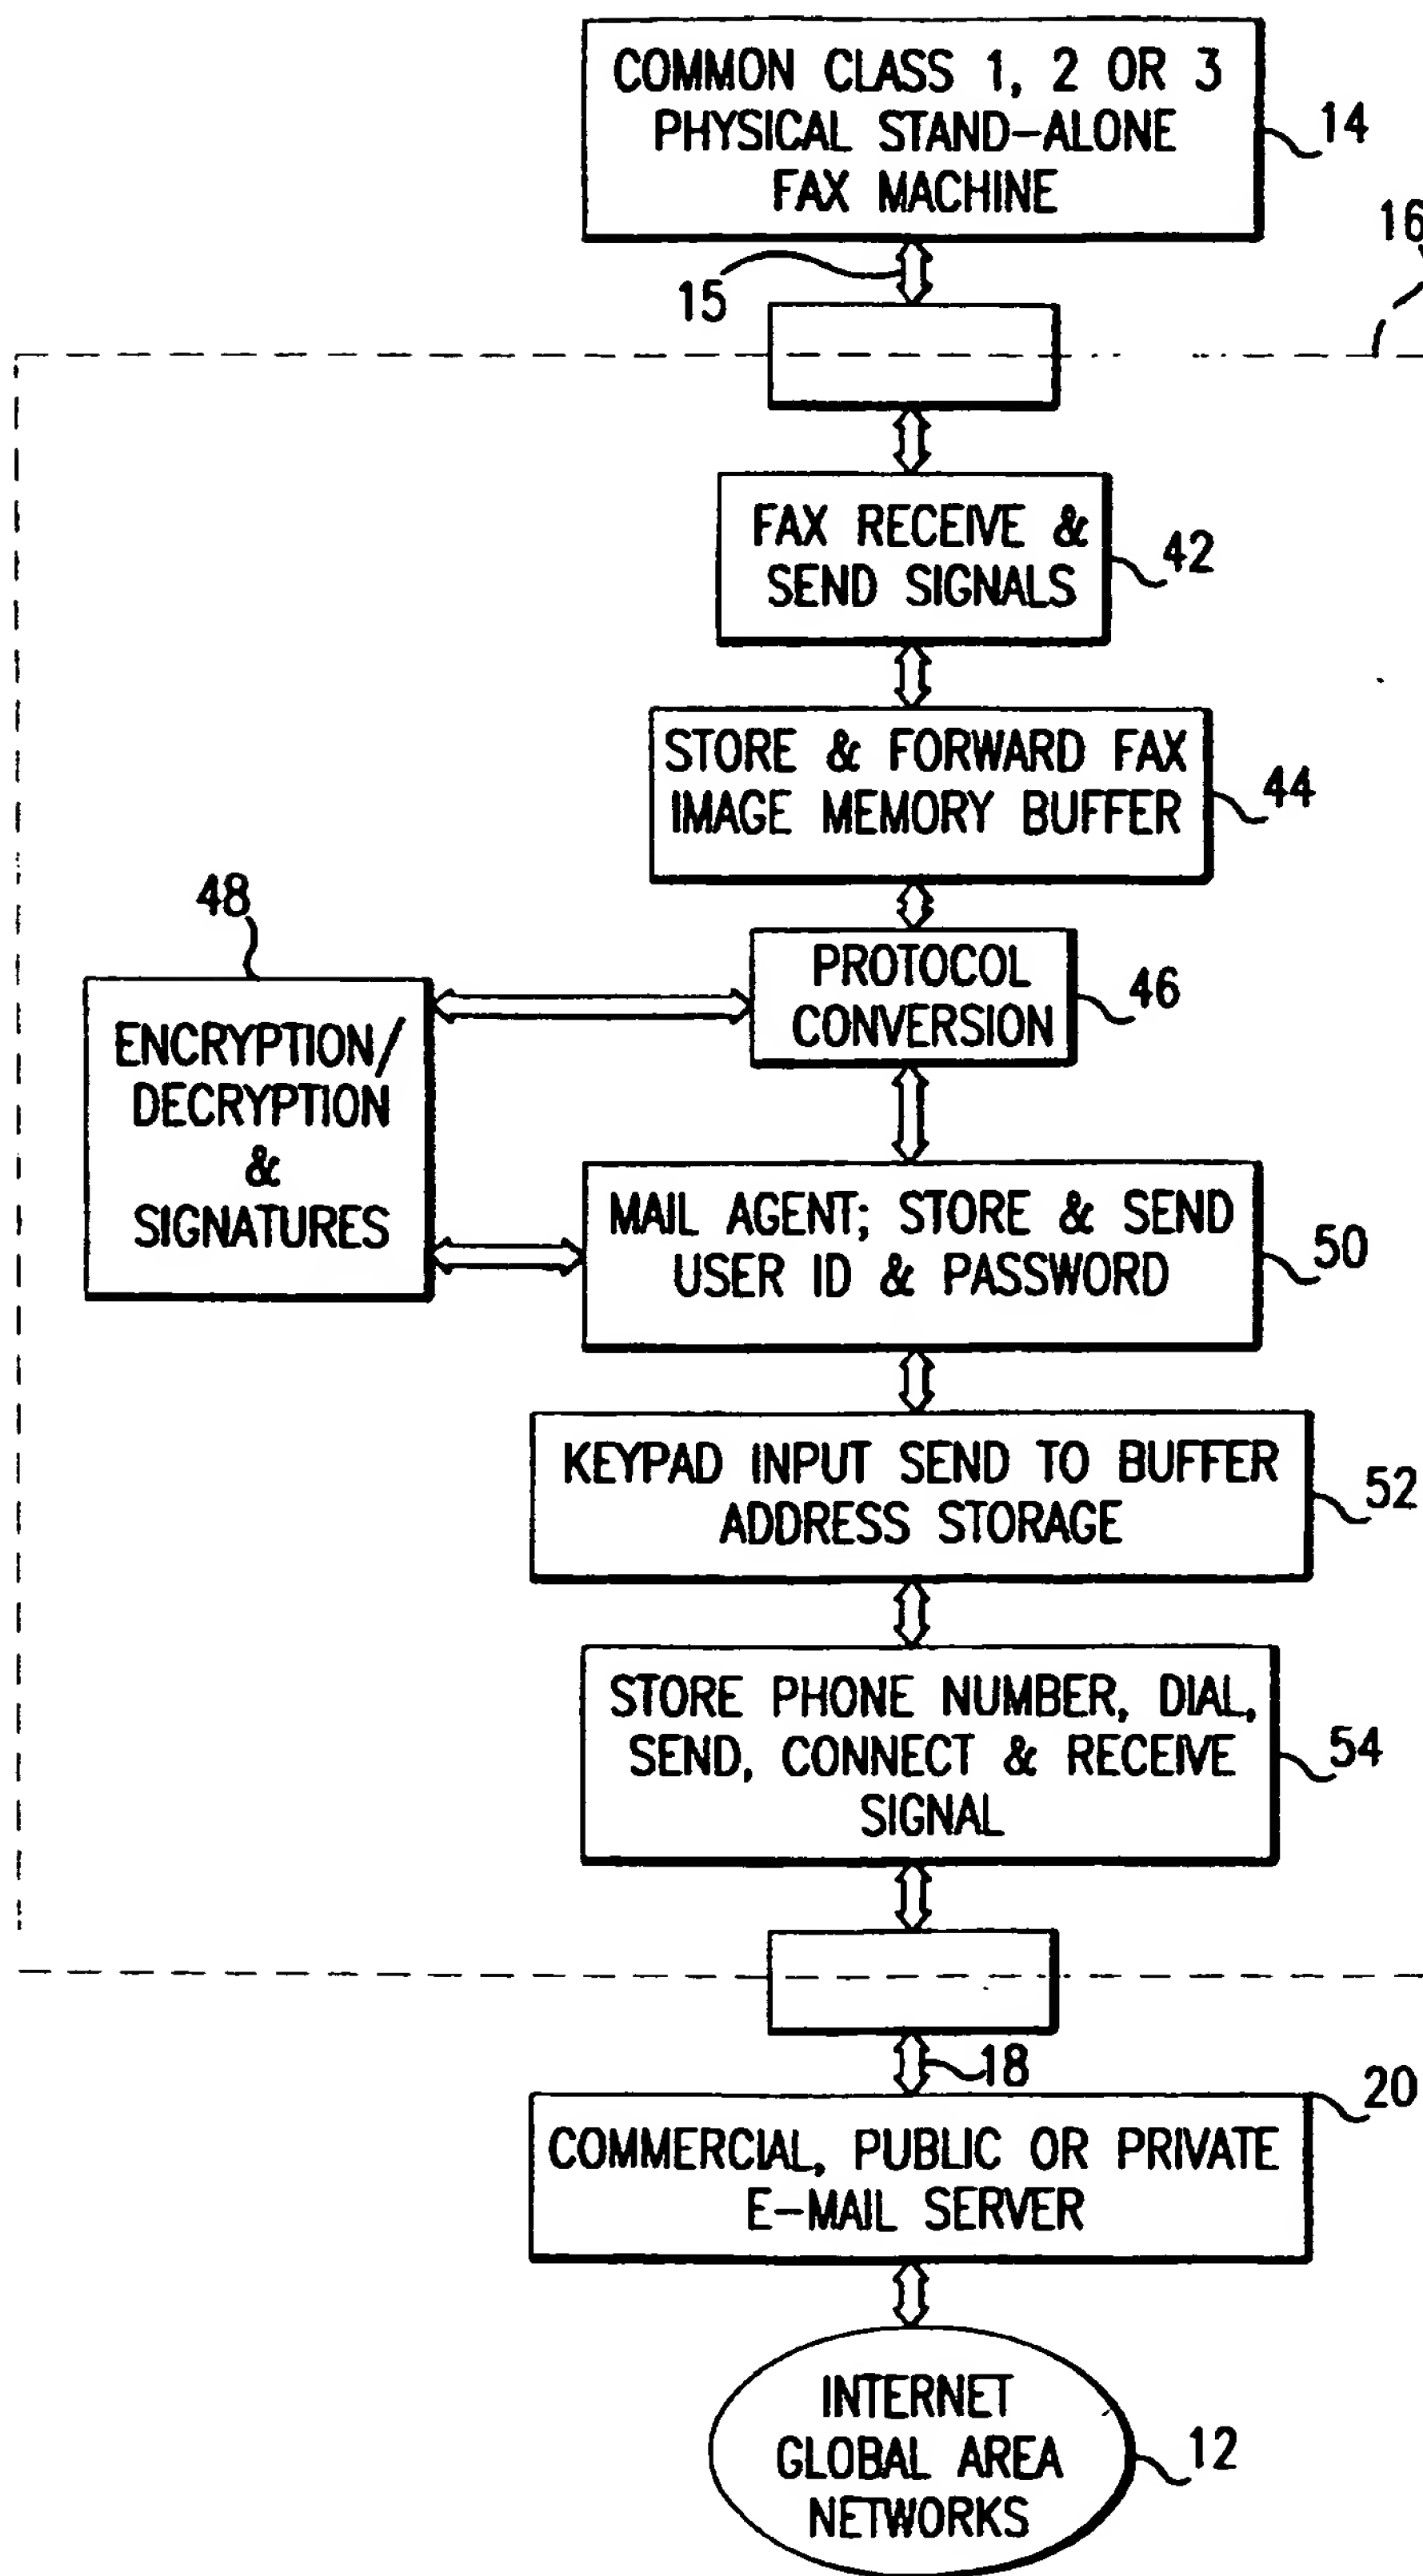 COMMON CLASS 1, 2 OR 3
PHYSICAL STAND-ALONE
FAX MACHINE
14
16
15
FAX RECEIVE &
SEND SIGNALS
42
STORE & FORWARD FAX
IMAGE MEMORY BUFFER
44
48
PROTOCOL
CONVERSION
46
ENCRYPTION/
DECRYPTION
&
SIGNATURES
MAIL AGENT; STORE & SEND
USER ID & PASSWORD
50
KEYPAD INPUT SEND TO BUFFER
ADDRESS STORAGE
52
STORE PHONE NUMBER, DIAL,
SEND, CONNECT & RECEIVE
SIGNAL
54
18
20
COMMERCIAL, PUBLIC OR PRIVATE
E-MAIL SERVER
INTERNET
GLOBAL AREA
NETWORKS
12